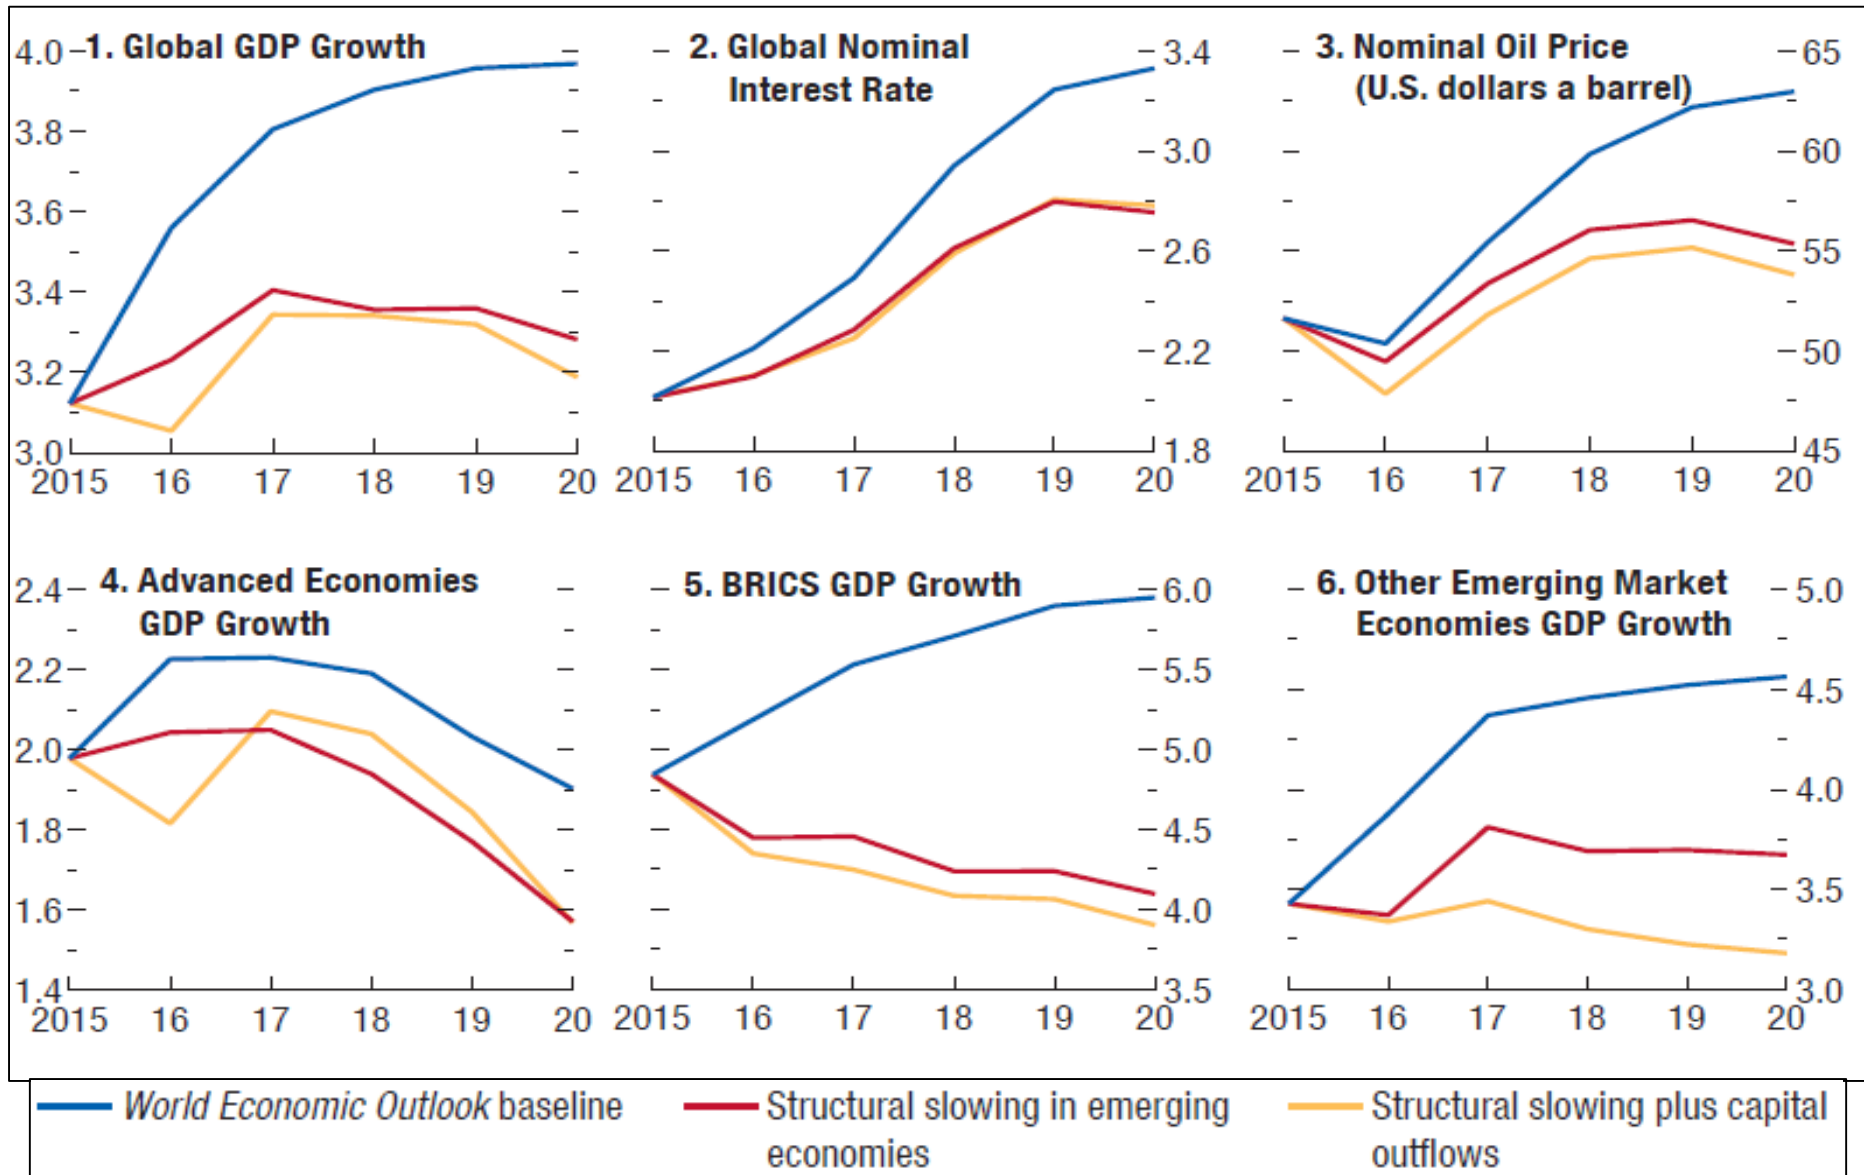 1. Global GDP Growth
4.0
3.8
3.6
3.4
3.2
3.0
2015 16 17 18 19 20
2. Global Nominal
Interest Rate
3.4
3.0
2.6
2.2
1.8
2015 16 17 18 19 20
3. Nominal Oil Price
(U.S. dollars a barrel)
65
60
55
50
45
2015 16 17 18 19 20
4. Advanced Economies
GDP Growth
2.4
2.2
2.0
1.8
1.6
1.4
2015 16 17 18 19 20
5. BRICS GDP Growth
6.0
5.5
5.0
4.5
4.0
3.5
2015 16 17 18 19 20
6. Other Emerging Market
Economies GDP Growth
5.0
4.5
4.0
3.5
3.0
2015 16 17 18 19 20
World Economic Outlook baseline
Structural slowing in emerging
economies
Structural slowing plus capital
outflows